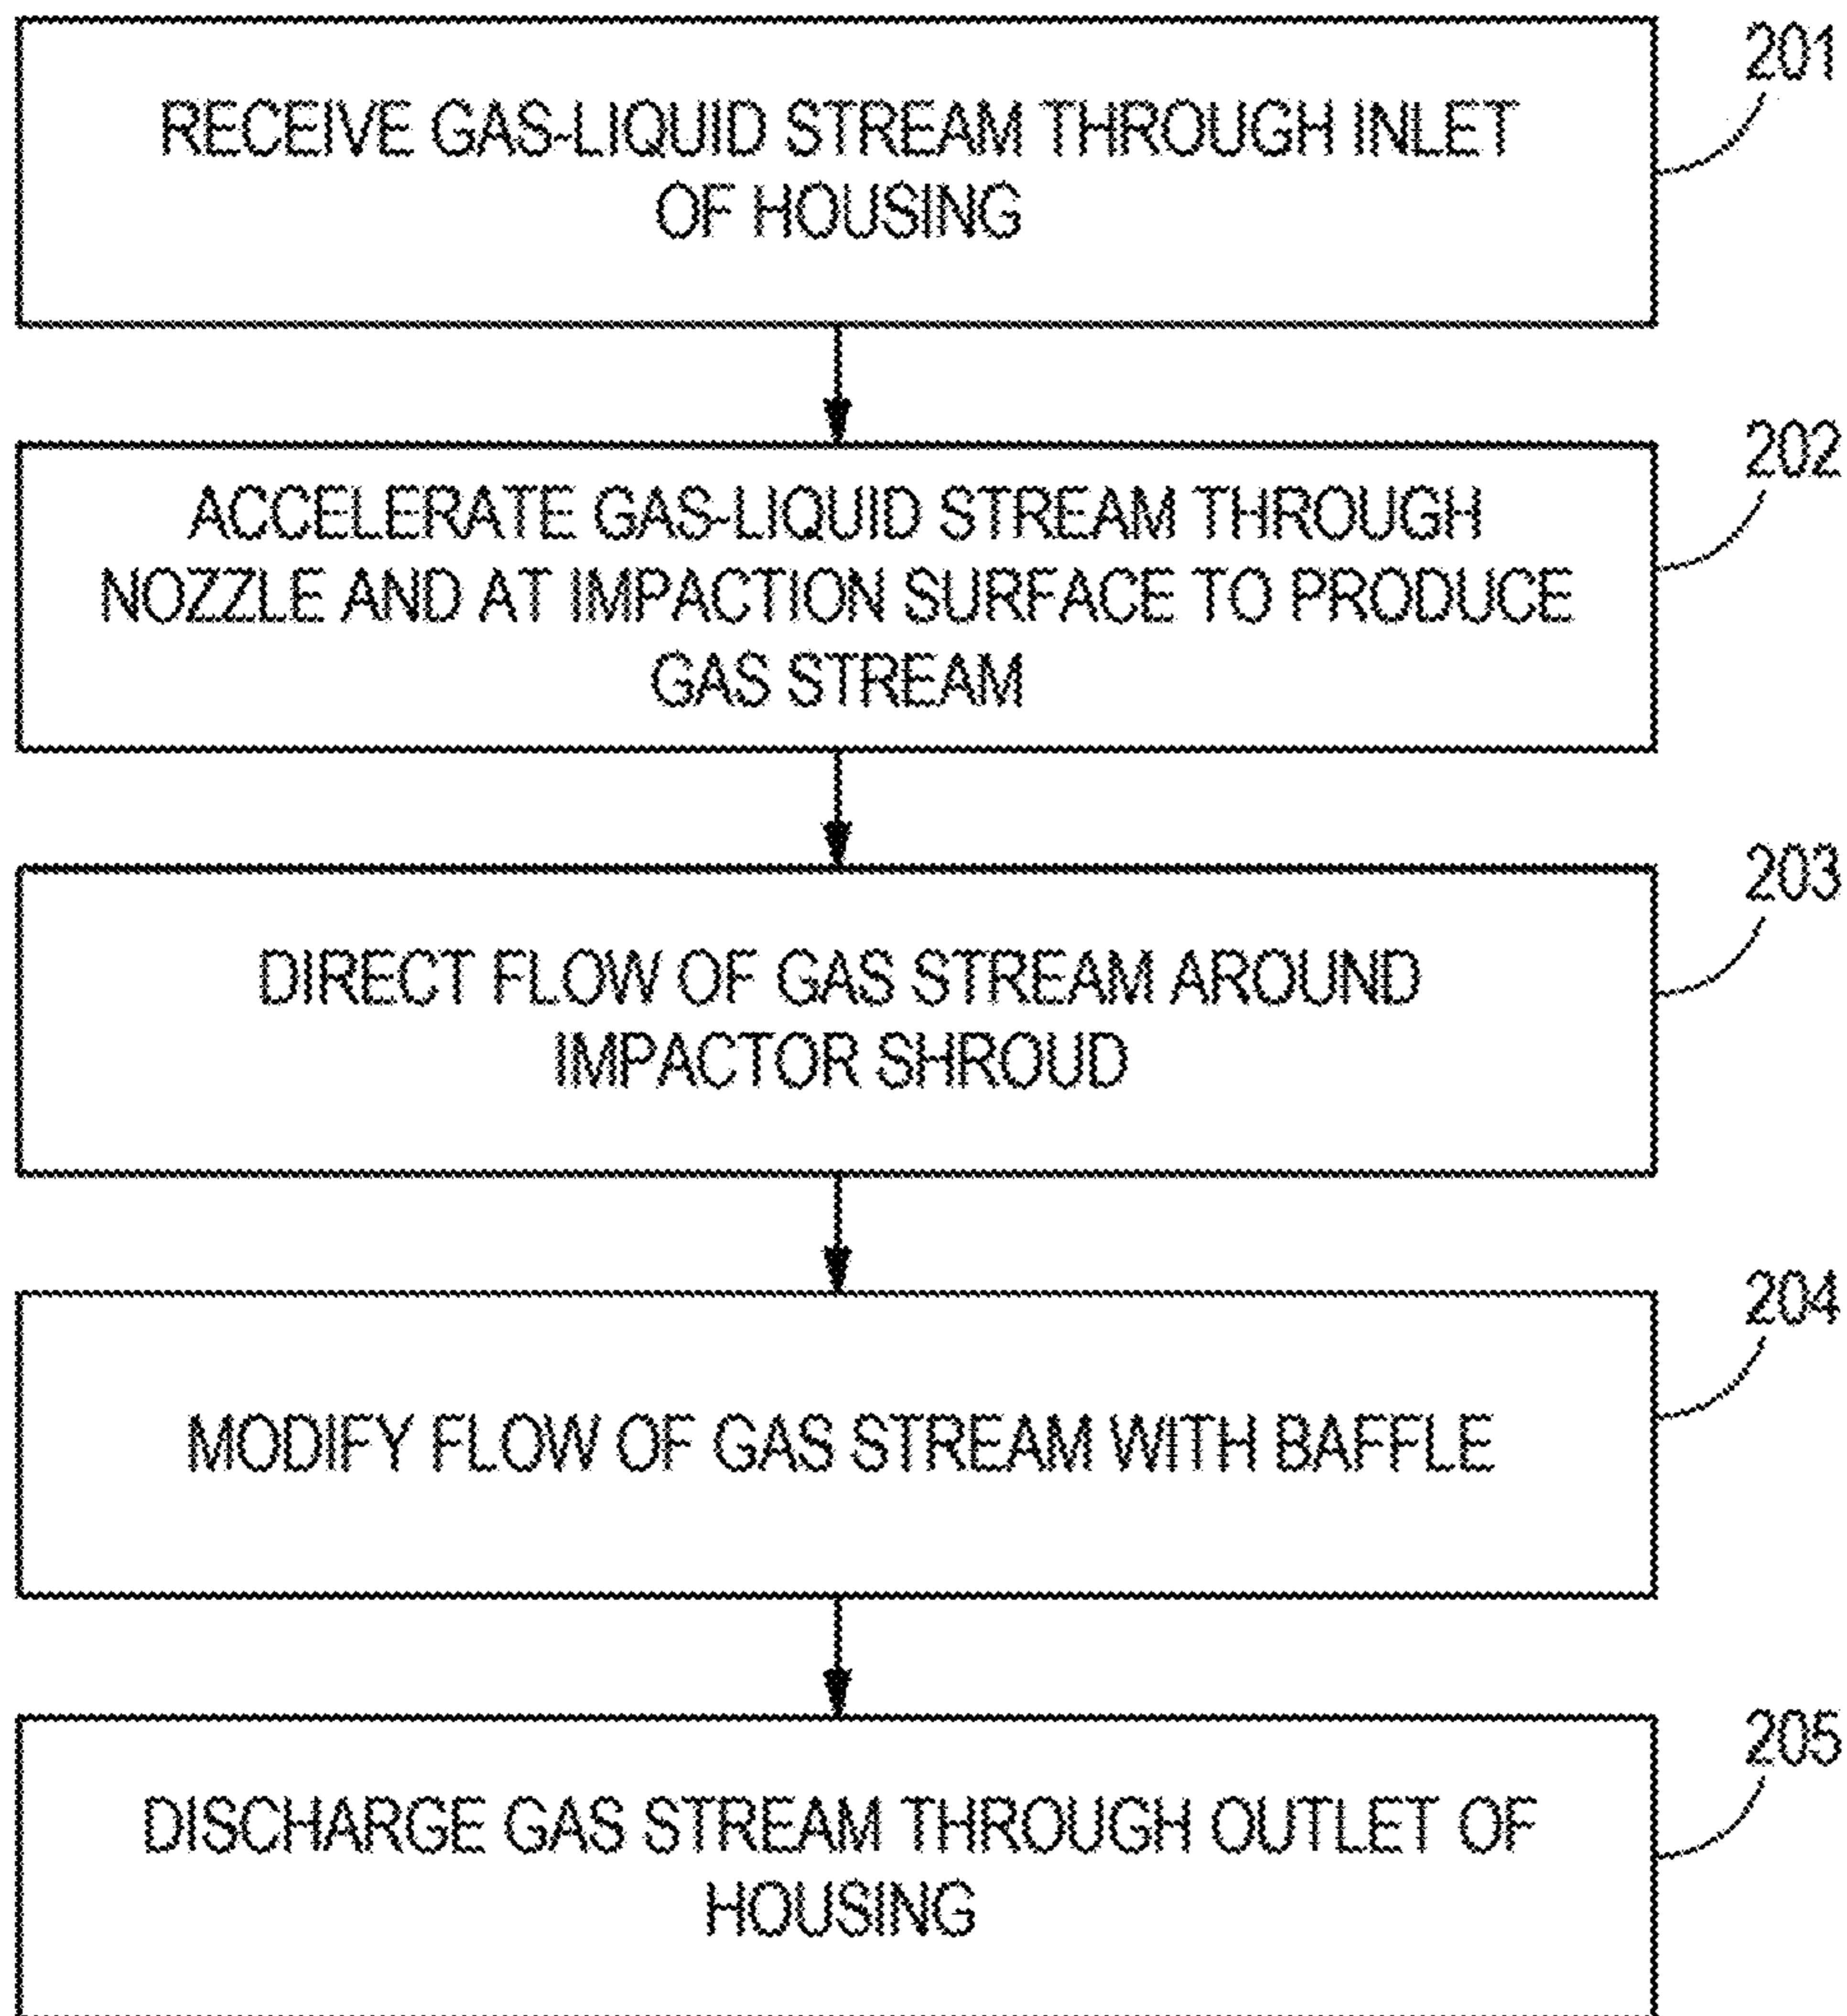 201
RECEIVE GAS-LIQUID STREAM THROUGH INLET
OF HOUSING
202
ACCELERATE GAS-LIQUID STREAM THROUGH
NOZZLE AND AT IMPACTION SURFACE TO PRODUCE
GAS STREAM
203
DIRECT FLOW OF GAS STREAM AROUND
IMPACTOR SHROUD
204
MODIFY FLOW OF GAS STREAM WITH BAFFLE
205
DISCHARGE GAS STREAM THROUGH OUTLET OF
HOUSING